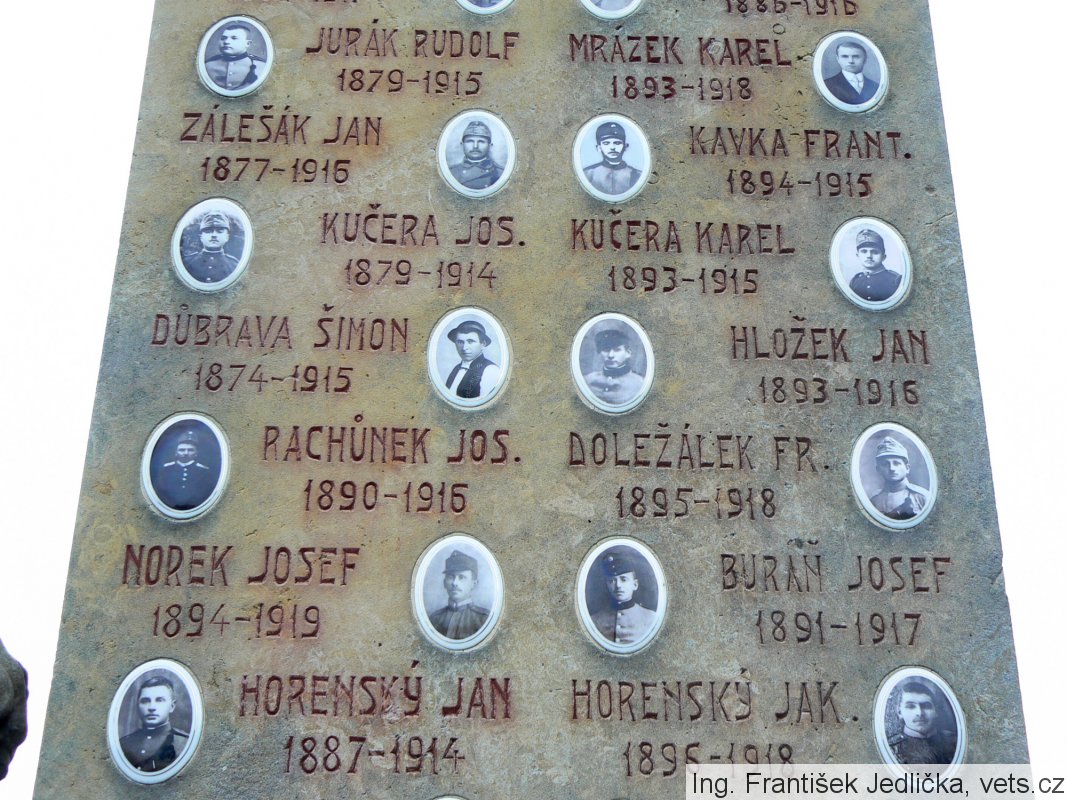 1886-1916
JURÁK RUDOLF
1879-1915
MRÁZEK KAREL
1893-1918
ZÁLEŠÁK JAN
1877-1916
KAVKA FRANT.
1894-1915
KUČERA JOS.
1879-1914
KUČERA KAREL
1893-1915
DŮBRAVA ŠIMON
1874-1915
HLOŽEK JAN
1893-1916
RACHŮNEK JOS.
1890-1916
DOLEŽÁLEK FR.
1895-1918
NOREK JOSEF
1894-1919
BURAŇ JOSEF
1891-1917
HORENSKÝ JAN
1887-1914
HORENSKÝ JAK.
Ing. František Jedlička, vets.cz